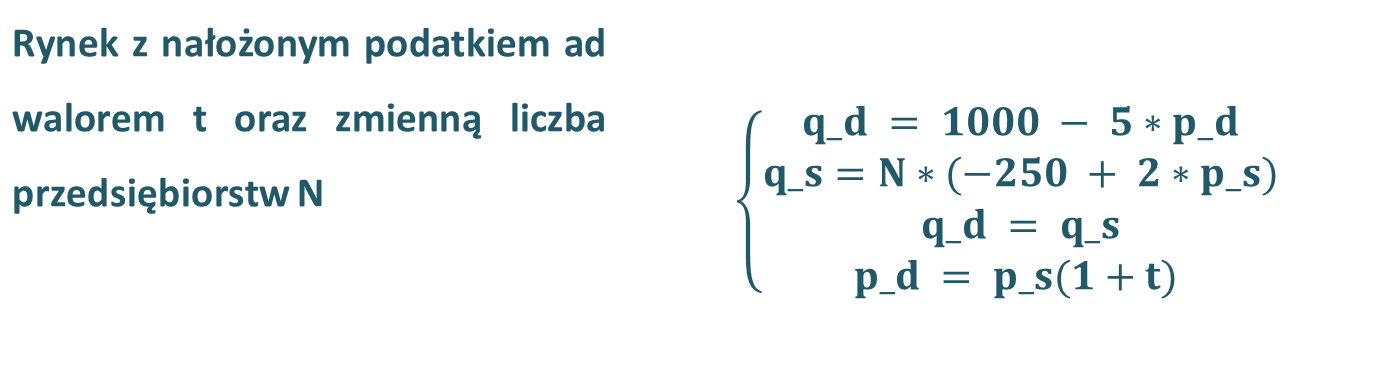 Rynek z nałożonym podatkiem ad
walorem t oraz zmienną liczba
przedsiębiorstw N
q_d = 1000 − 5 ∗ p_d
q_s = N ∗ (−250 + 2 ∗ p_s)
q_d = q_s
p_d = p_s(1 + t)